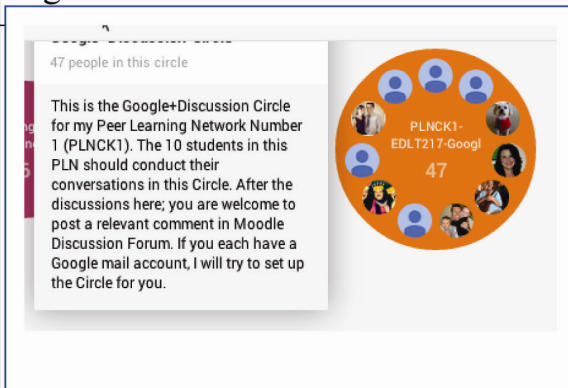 47 people in this circle
This is the Google+Discussion Circle
for my Peer Learning Network Number
1 (PLNCK1). The 10 students in this
PLN should conduct their
conversations in this Circle. After the
discussions here; you are welcome to
post a relevant comment in Moodle
Discussion Forum. If you each have a
Google mail account, I will try to set up
the Circle for you.
PLNCK1-
EDLT217-Googl
47